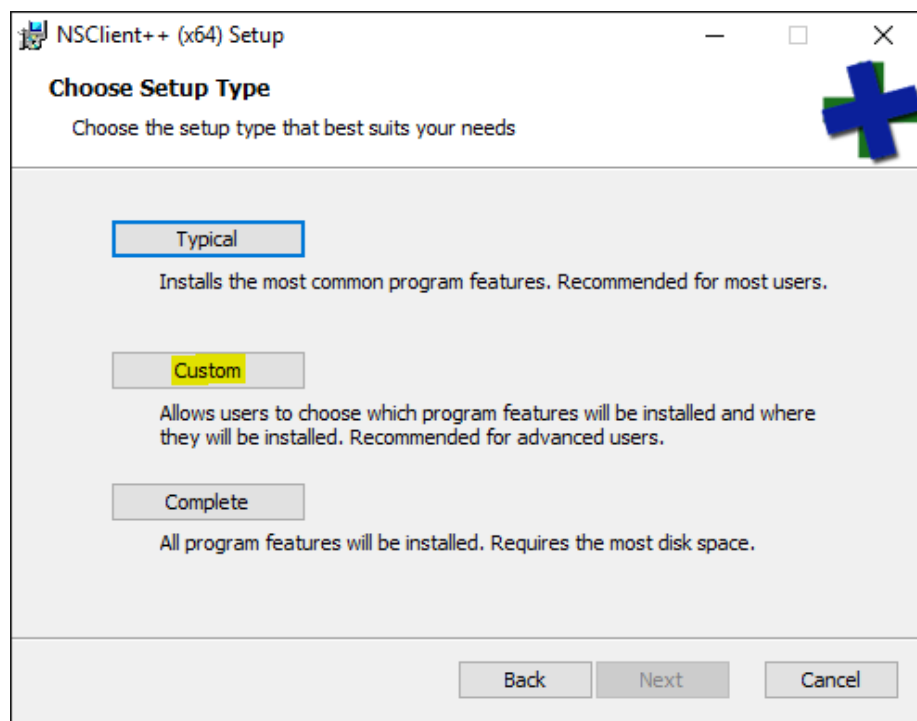 NSClient++ (x64) Setup
Choose Setup Type
Choose the setup type that best suits your needs
Typical
Installs the most common program features. Recommended for most users.
Custom
Allows users to choose which program features will be installed and where
they will be installed. Recommended for advanced users.
Complete
All program features will be installed. Requires the most disk space.
Back Next Cancel